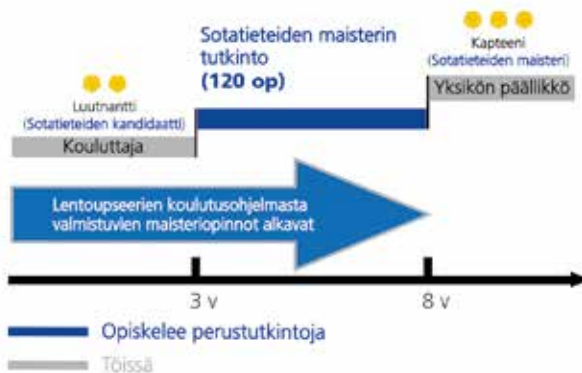 Sotatieteiden maisterin
tutkinto
(120 op)
Kapteeni
(Sotatieteiden maisteri)
Yksikön päällikkö
Luutnantti
(Sotatieteiden kandidaatti)
Kouluttaja
Lentoupseerien koulutusohjelmasta
valmistuvien maisteriopinnot alkavat
3 v
8 v
Opiskelee perustutkintoja
Töissä